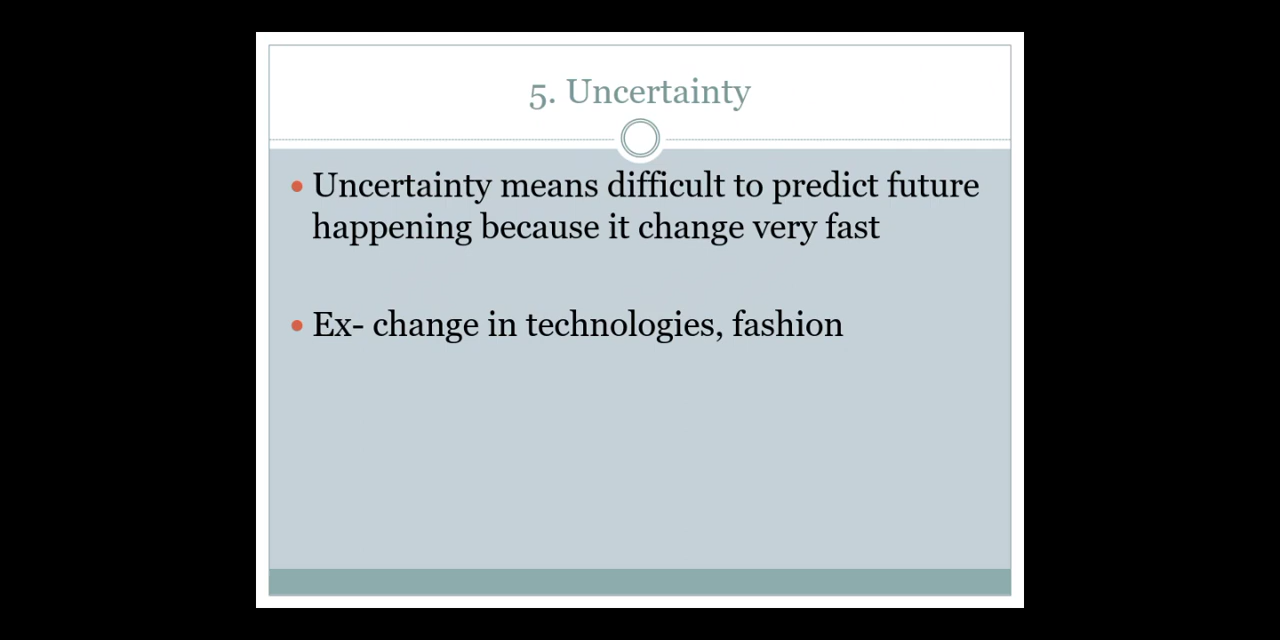 5. Uncertainty
• Uncertainty means difficult to predict future
happening because it change very fast
• Ex- change in technologies, fashion